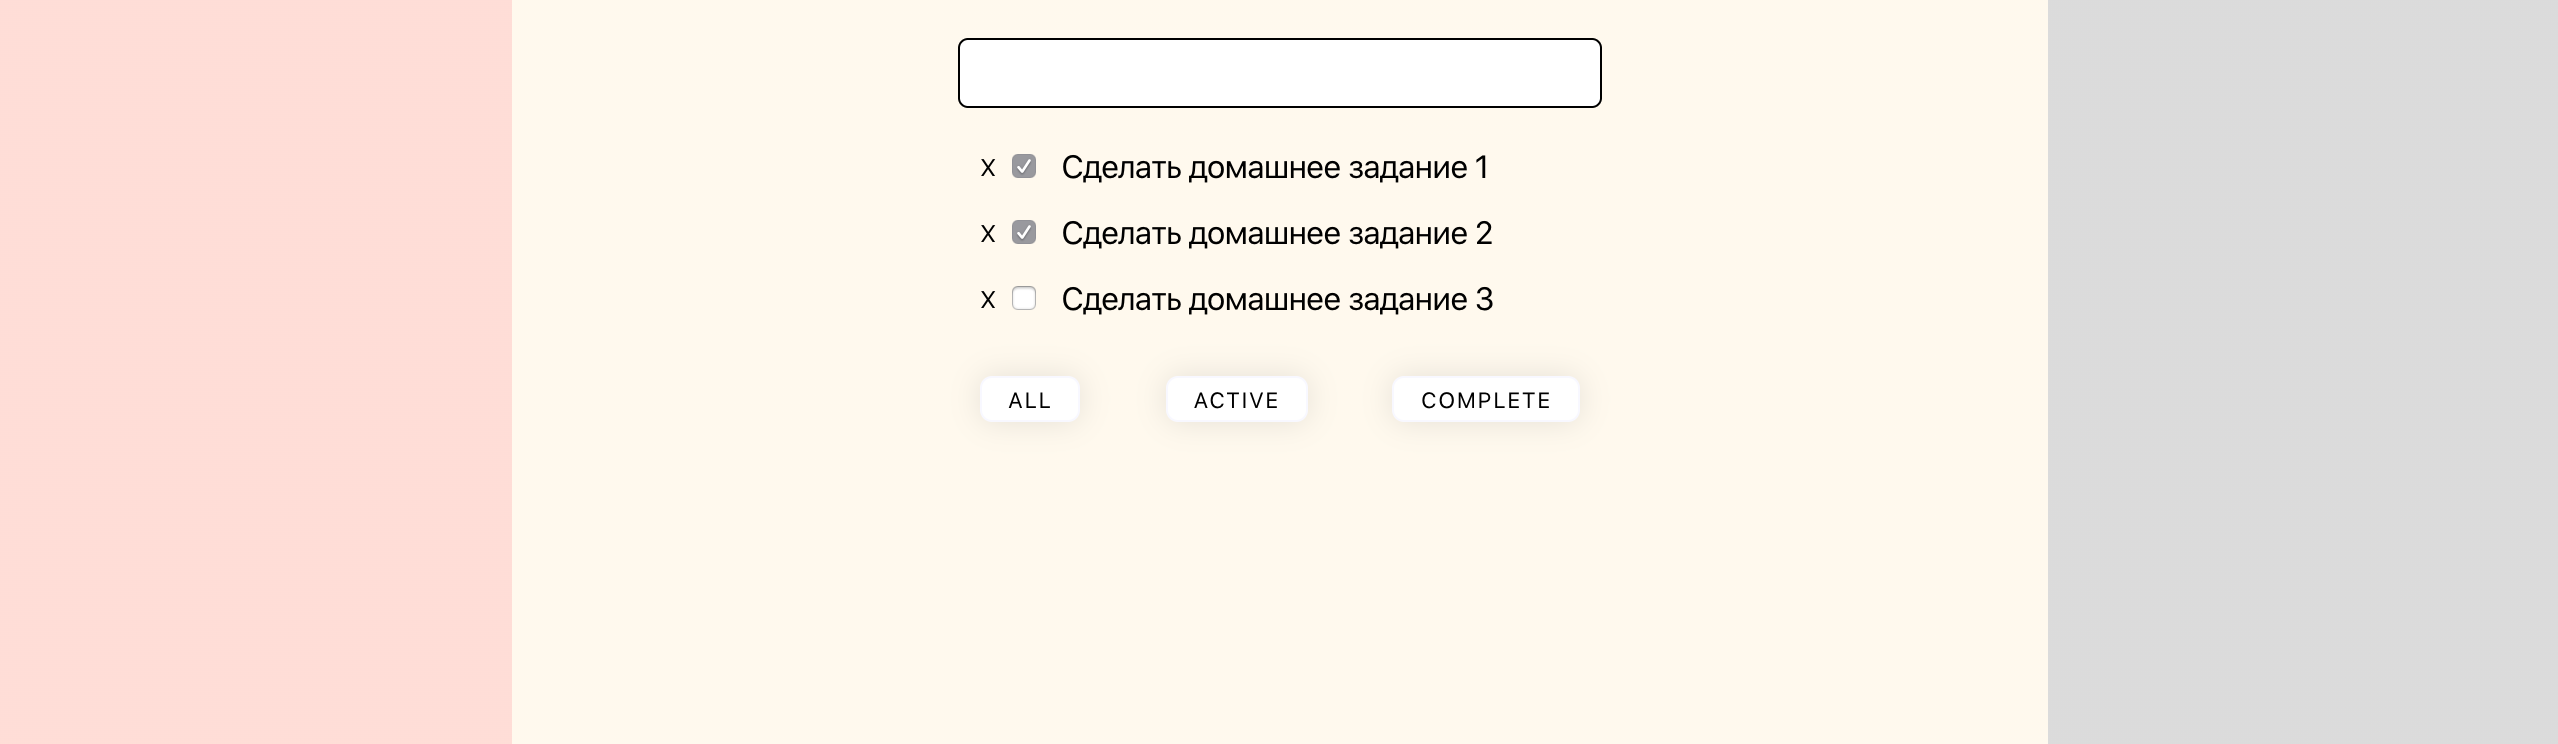 X Сделать домашнее задание 1
X Сделать домашнее задание 2
X Сделать домашнее задание 3
ALL ACTIVE COMPLETE